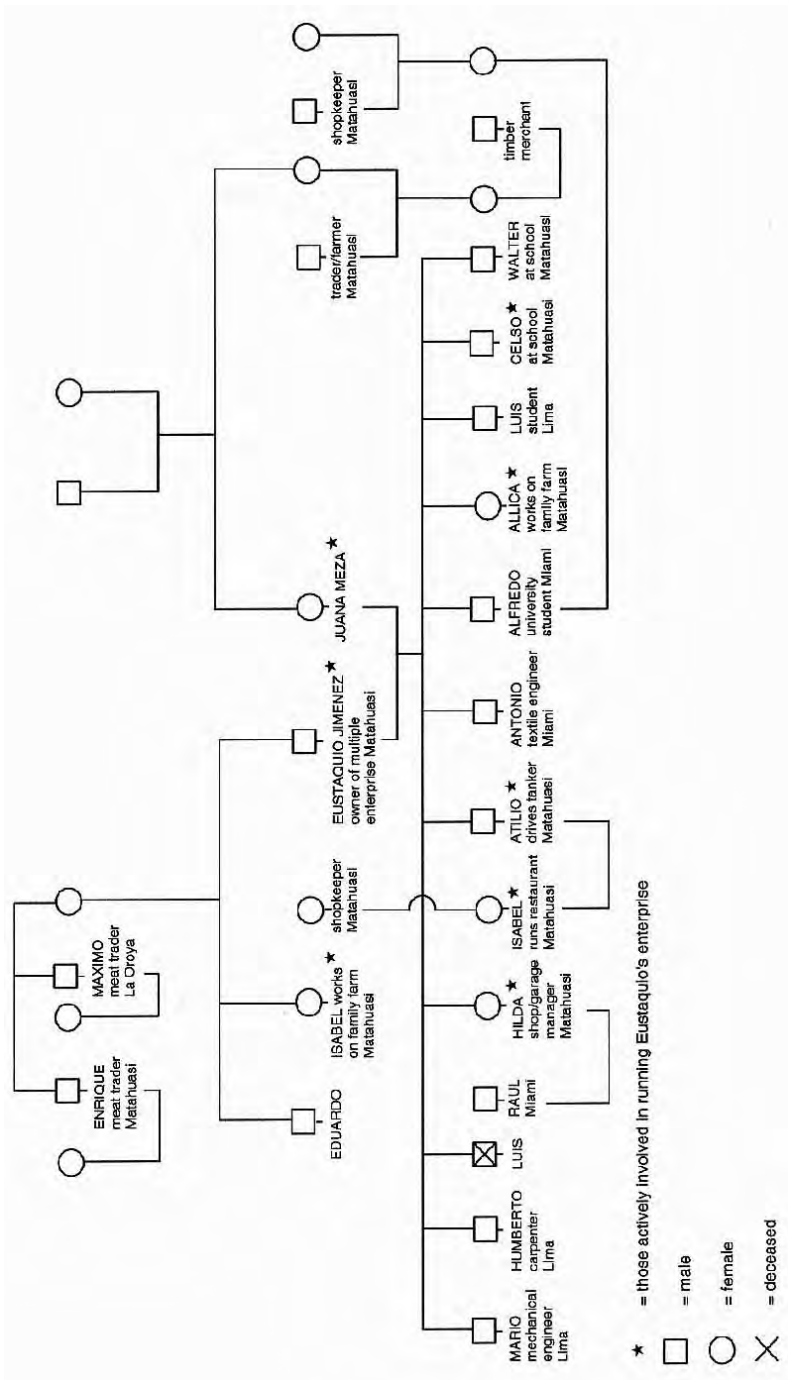 ENRIQUE
meat trader
Matahuasi
MAXIMO
meat trader
La Oroya
EDUARDO
ISABEL works ★
on family farm
Matahuasi
shopkeeper
Matahuasi
EUSTAQUIO JIMENEZ ★
owner of multiple
enterprise Matahuasi
JUANA MEZA ★
trader/farmer
Matahuasi
shopkeeper
Matahuasi
MARIO
mechanical
engineer
Lima
HUMBERTO
carpenter
Lima
LUIS
RAUL
Miami
HILDA ★
shop/garage
manager
Matahuasi
ISABEL ★
runs restaurant
Matahuasi
ATILIO ★
drives tanker
Matahuasi
ANTONIO
textile engineer
Miami
ALFREDO
university
student Miami
ALLICA ★
works on
family farm
Matahuasi
LUIS
student
Lima
CELSO ★
at school
Matahuasi
WALTER
at school
Matahuasi
timber
merchant
★ = those actively involved in running Eustaquio's enterprise
= male
= female
= deceased